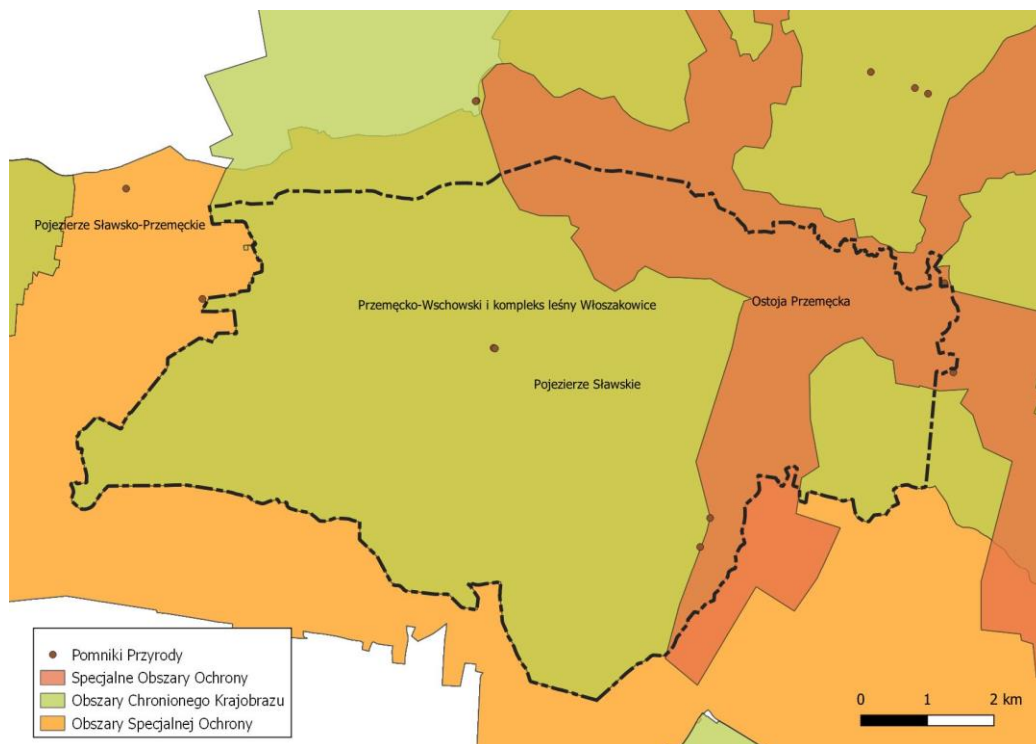 Pojezierze Sławsko-Przemęckie
Przemęcko-Wschowski i kompleks leśny Włoszakowice
Ostoja Przemęcka
Pojezierze Sławskie
Pomniki Przyrody
Specjalne Obszary Ochrony
Obszary Chronionego Krajobrazu
Obszary Specjalnej Ochrony
0 1 2 km